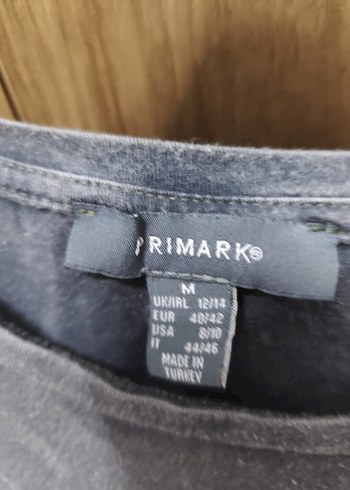 PRIMARK®
M
UK/IRL 12/14
EUR 40/42
USA 8/10
IT 44/46
MADE IN
TURKEY